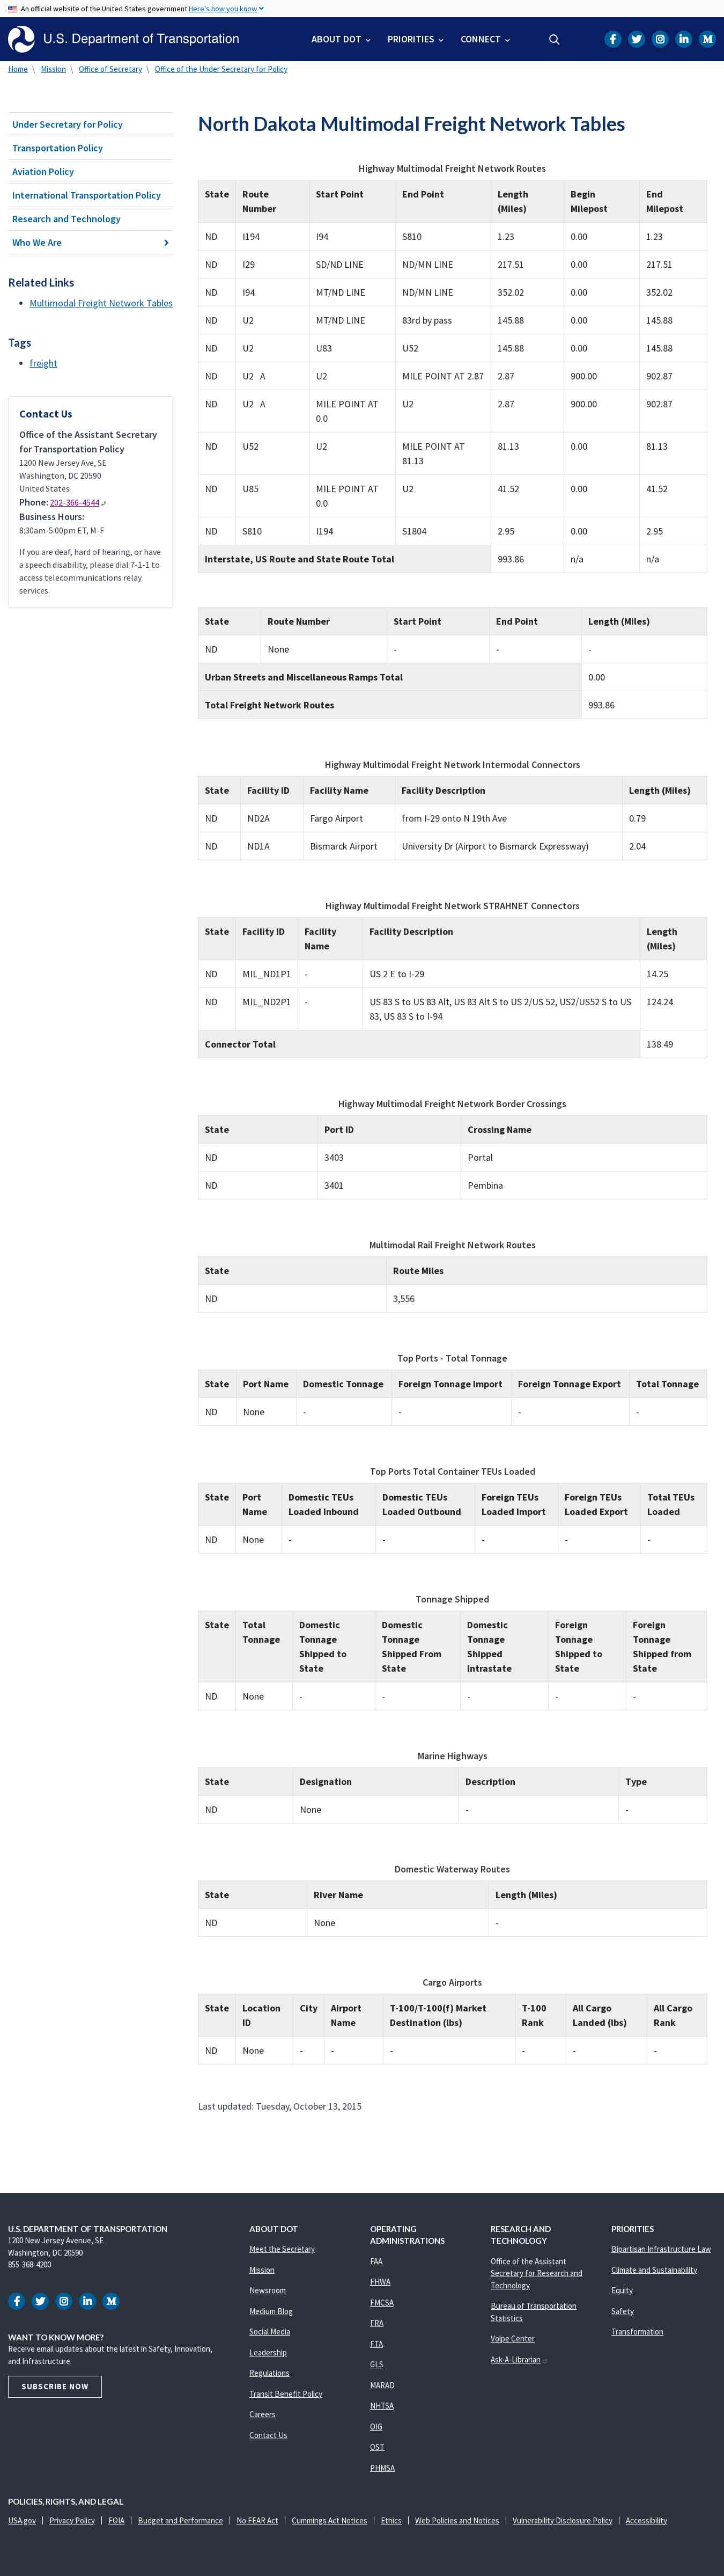 An official website of the United States government Here's how you know
U.S. Department of Transportation
ABOUT DOT PRIORITIES CONNECT
Home \ Mission \ Office of Secretary \ Office of the Under Secretary for Policy
Under Secretary for Policy
Transportation Policy
Aviation Policy
International Transportation Policy
Research and Technology
Who We Are
Related Links
Multimodal Freight Network Tables
Tags
freight
Contact Us
Office of the Assistant Secretary
for Transportation Policy
1200 New Jersey Ave, SE
Washington, DC 20590
United States
Phone: 202-366-4544
Business Hours:
8:30am-5:00pm ET, M-F
If you are deaf, hard of hearing, or have
a speech disability, please dial 7-1-1 to
access telecommunications relay
services.
North Dakota Multimodal Freight Network Tables
Highway Multimodal Freight Network Routes
State Route Number Start Point End Point Length (Miles) Begin Milepost End Milepost
ND I194 I94 S810 1.23 0.00 1.23
ND I29 SD/ND LINE ND/MN LINE 217.51 0.00 217.51
ND I94 MT/ND LINE ND/MN LINE 352.02 0.00 352.02
ND U2 MT/ND LINE 83rd by pass 145.88 0.00 145.88
ND U2 U83 U52 145.88 0.00 145.88
ND U2 A U2 MILE POINT AT 2.87 2.87 900.00 902.87
ND U2 A MILE POINT AT 0.0 U2 2.87 900.00 902.87
ND U52 U2 MILE POINT AT 81.13 81.13 0.00 81.13
ND U85 MILE POINT AT 0.0 U2 41.52 0.00 41.52
ND S810 I194 S1804 2.95 0.00 2.95
Interstate, US Route and State Route Total 993.86 n/a n/a
State Route Number Start Point End Point Length (Miles)
ND None - - -
Urban Streets and Miscellaneous Ramps Total 0.00
Total Freight Network Routes 993.86
Highway Multimodal Freight Network Intermodal Connectors
State Facility ID Facility Name Facility Description Length (Miles)
ND ND2A Fargo Airport from I-29 onto N 19th Ave 0.79
ND ND1A Bismarck Airport University Dr (Airport to Bismarck Expressway) 2.04
Highway Multimodal Freight Network STRAHNET Connectors
State Facility ID Facility Name Facility Description Length (Miles)
ND MIL_ND1P1 - US 2 E to I-29 14.25
ND MIL_ND2P1 - US 83 S to US 83 Alt, US 83 Alt S to US 2/US 52, US2/US52 S to US 83, US 83 S to I-94 124.24
Connector Total 138.49
Highway Multimodal Freight Network Border Crossings
State Port ID Crossing Name
ND 3403 Portal
ND 3401 Pembina
Multimodal Rail Freight Network Routes
State Route Miles
ND 3,556
Top Ports - Total Tonnage
State Port Name Domestic Tonnage Foreign Tonnage Import Foreign Tonnage Export Total Tonnage
ND None - - - -
Top Ports Total Container TEUs Loaded
State Port Name Domestic TEUs Loaded Inbound Domestic TEUs Loaded Outbound Foreign TEUs Loaded Import Foreign TEUs Loaded Export Total TEUs Loaded
ND None - - - - -
Tonnage Shipped
State Total Tonnage Domestic Tonnage Shipped to State Domestic Tonnage Shipped From State Domestic Tonnage Shipped Intrastate Foreign Tonnage Shipped to State Foreign Tonnage Shipped from State
ND None - - - - -
Marine Highways
State Designation Description Type
ND None - -
Domestic Waterway Routes
State River Name Length (Miles)
ND None -
Cargo Airports
State Location ID City Airport Name T-100/T-100(f) Market Destination (lbs) T-100 Rank All Cargo Landed (lbs) All Cargo Rank
ND None - - - - - -
Last updated: Tuesday, October 13, 2015
U.S. DEPARTMENT OF TRANSPORTATION
1200 New Jersey Avenue, SE
Washington, DC 20590
855-368-4200
WANT TO KNOW MORE?
Receive email updates about the latest in Safety, Innovation,
and Infrastructure.
SUBSCRIBE NOW
ABOUT DOT
Meet the Secretary
Mission
Newsroom
Medium Blog
Social Media
Leadership
Regulations
Transit Benefit Policy
Careers
Contact Us
OPERATING
ADMINISTRATIONS
FAA
FHWA
FMCSA
FRA
FTA
GLS
MARAD
NHTSA
OIG
OST
PHMSA
RESEARCH AND
TECHNOLOGY
Office of the Assistant
Secretary for Research and
Technology
Bureau of Transportation
Statistics
Volpe Center
Ask-A-Librarian
PRIORITIES
Bipartisan Infrastructure Law
Climate and Sustainability
Equity
Safety
Transformation
POLICIES, RIGHTS, AND LEGAL
USA.gov | Privacy Policy | FOIA | Budget and Performance | No FEAR Act | Cummings Act Notices | Ethics | Web Policies and Notices | Vulnerability Disclosure Policy | Accessibility